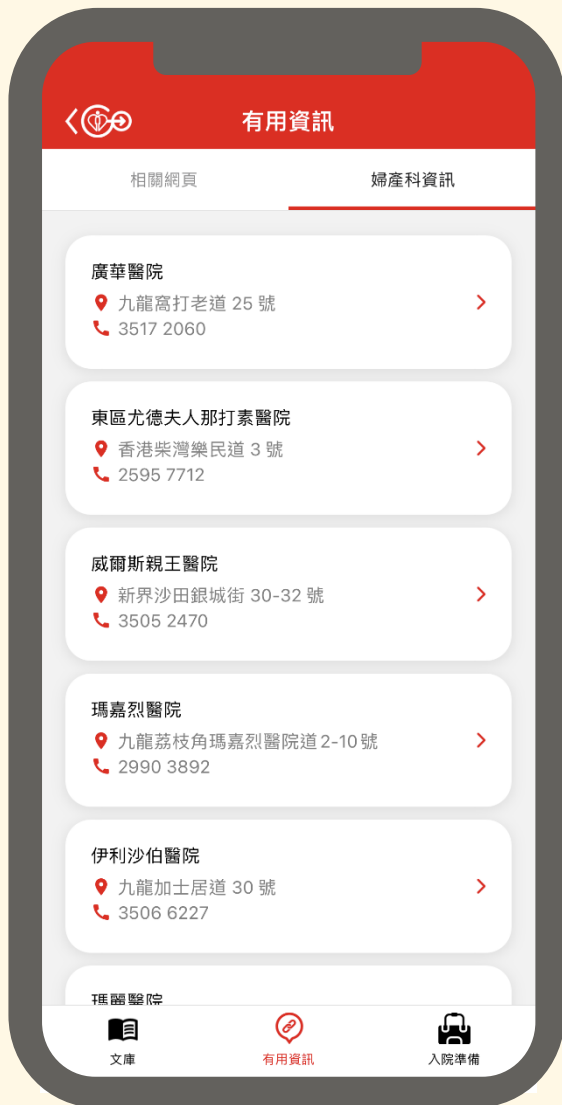 有用資訊
相關網頁
婦產科資訊
廣華醫院
九龍窩打老道 25 號
3517 2060
東區尤德夫人那打素醫院
香港柴灣樂民道 3 號
2595 7712
威爾斯親王醫院
新界沙田銀城街 30-32 號
3505 2470
瑪嘉烈醫院
九龍荔枝角瑪嘉烈醫院道2-10號
2990 3892
伊利沙伯醫院
九龍加士居道 30 號
3506 6227
瑪麗醫院
文庫
有用資訊
入院準備